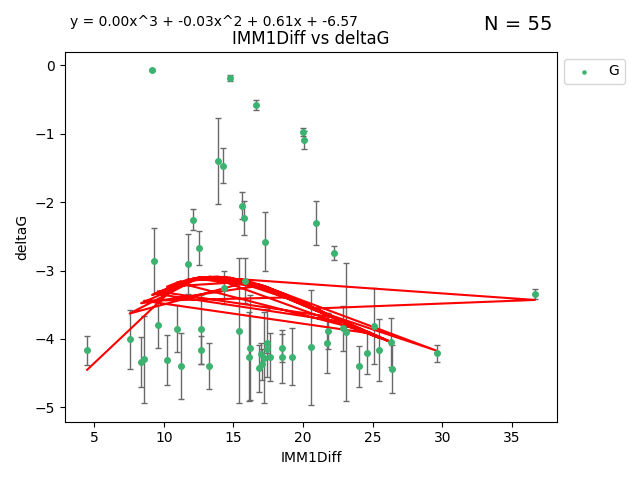 y = 0.00x^3 + -0.03x^2 + 0.61x + -6.57
N = 55
IMM1Diff vs deltaG
G
0
−1
−2
−3
−4
−5
deltaG
5 10 15 20 25 30 35
IMM1Diff